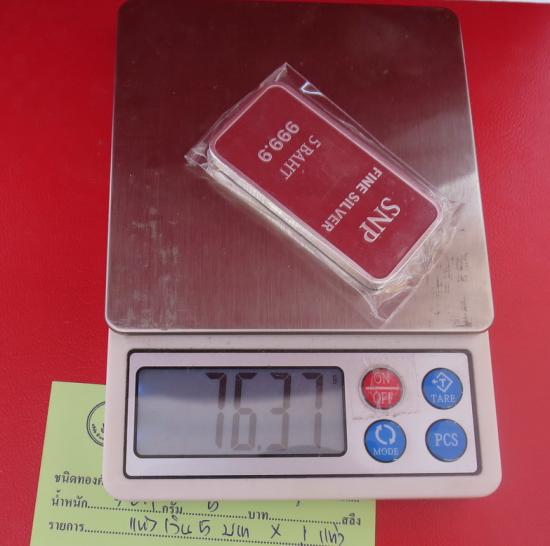 SNP
FINE SILVER
5 BAHT
999.9
76.37 g
ON
OFF
TARE
MODE
PCS
ชนิดทอง
น้ำหนัก กรัม 5 บาท สลึง
รายการ แท่งเงิน 5 บาท x 1 แท่ง